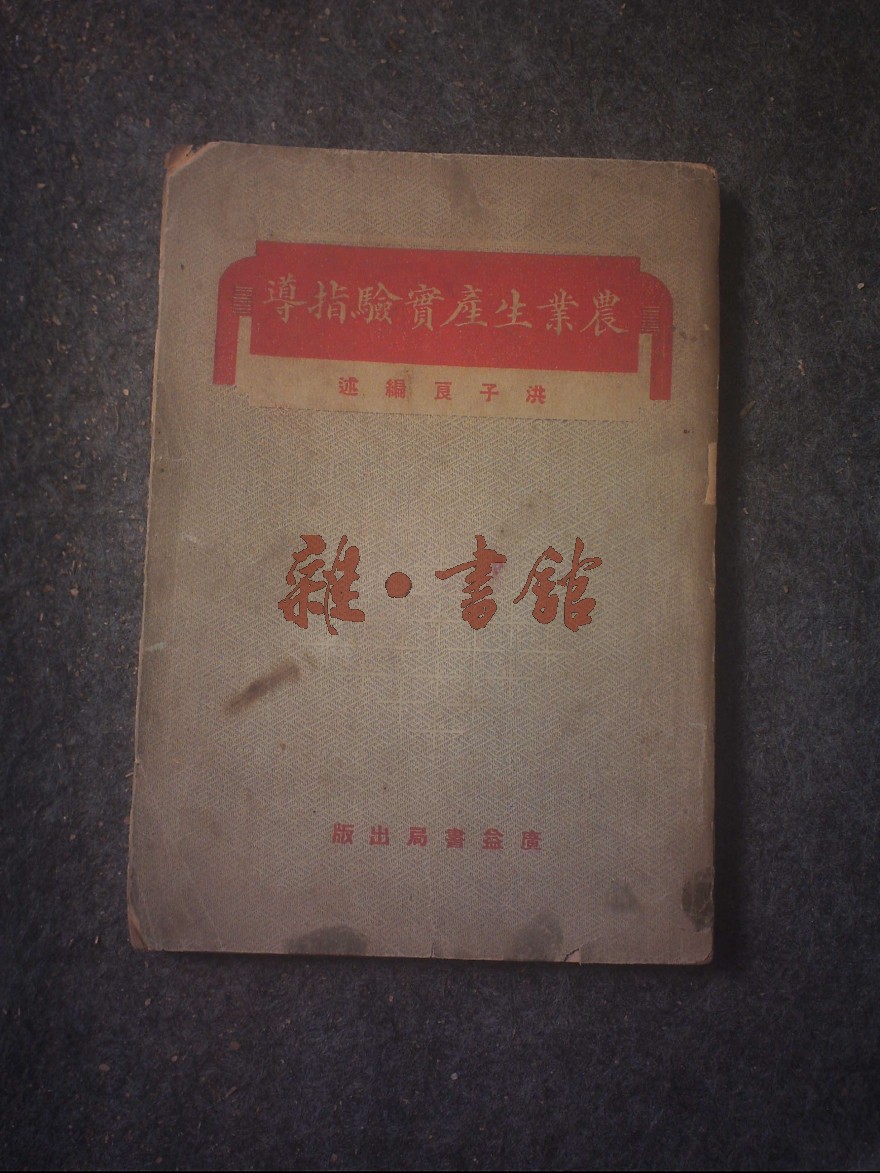 農業生產實驗指導
洪子良編述
雜·書館
廣益書局出版